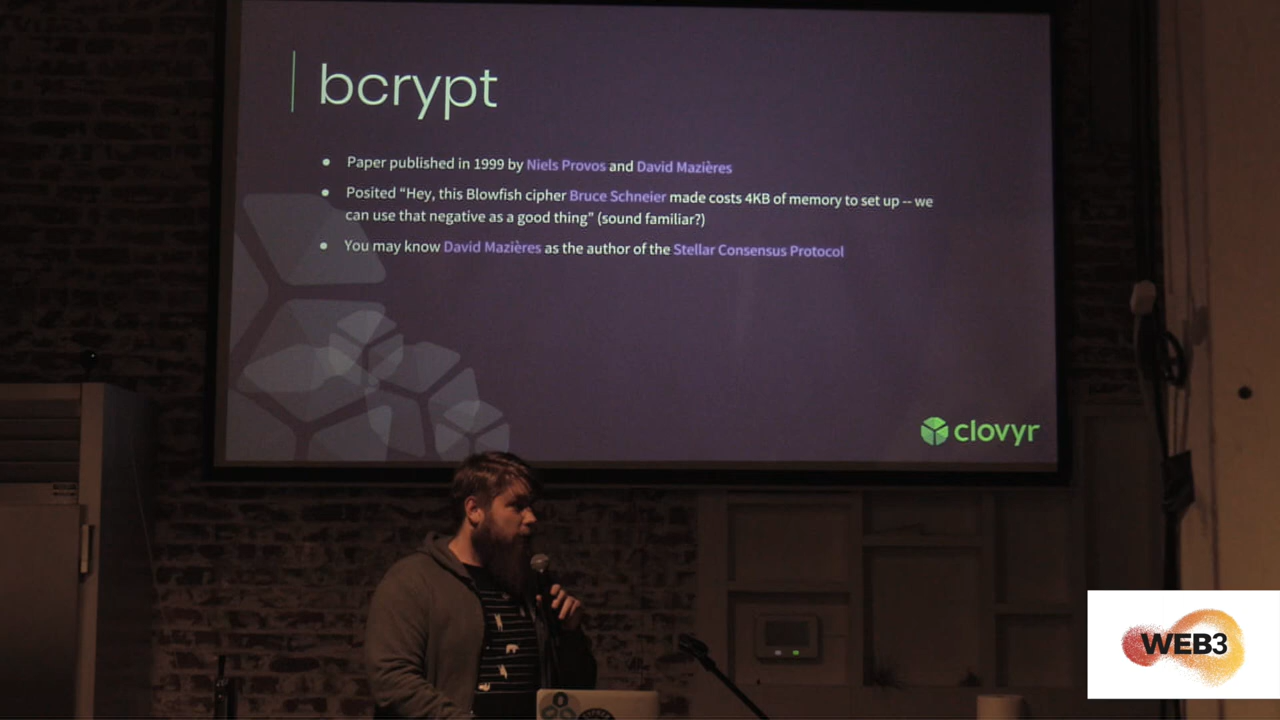 bcrypt
Paper published in 1999 by Niels Provos and David Mazières
Posited “Hey, this Blowfish cipher Bruce Schneier made costs 4KB of memory to set up -- we
can use that negative as a good thing” (sound familiar?)
You may know David Mazières as the author of the Stellar Consensus Protocol
clovyr
WEB3